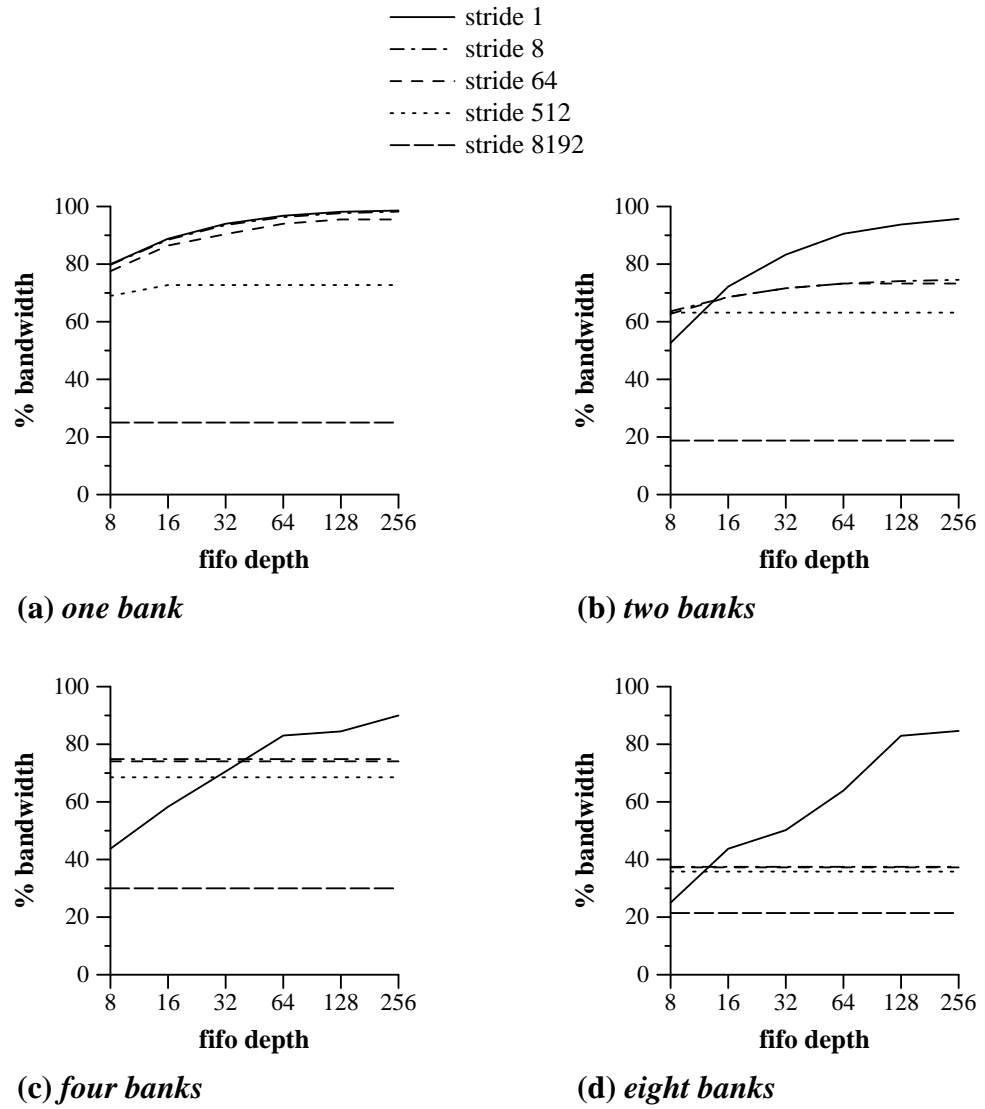 stride 1
stride 8
stride 64
stride 512
stride 8192
100
80
60
40
20
0
% bandwidth
8 16 32 64 128 256
fifo depth
(a) one bank
100
80
60
40
20
0
% bandwidth
8 16 32 64 128 256
fifo depth
(b) two banks
100
80
60
40
20
0
% bandwidth
8 16 32 64 128 256
fifo depth
(c) four banks
100
80
60
40
20
0
% bandwidth
8 16 32 64 128 256
fifo depth
(d) eight banks